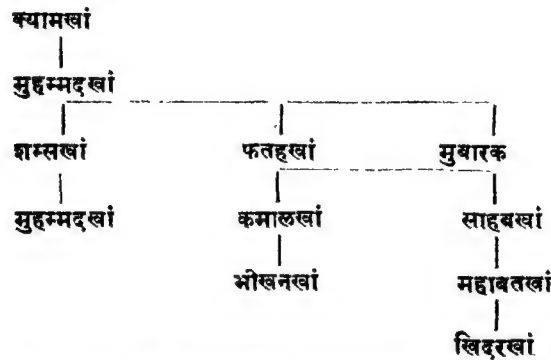 क्यामखां
मुहम्मदखां
शम्सखां फतहखां मुबारक
मुहम्मदखां कमालखां साहबखां
भीखनखां महाबतखां
खिदरखां